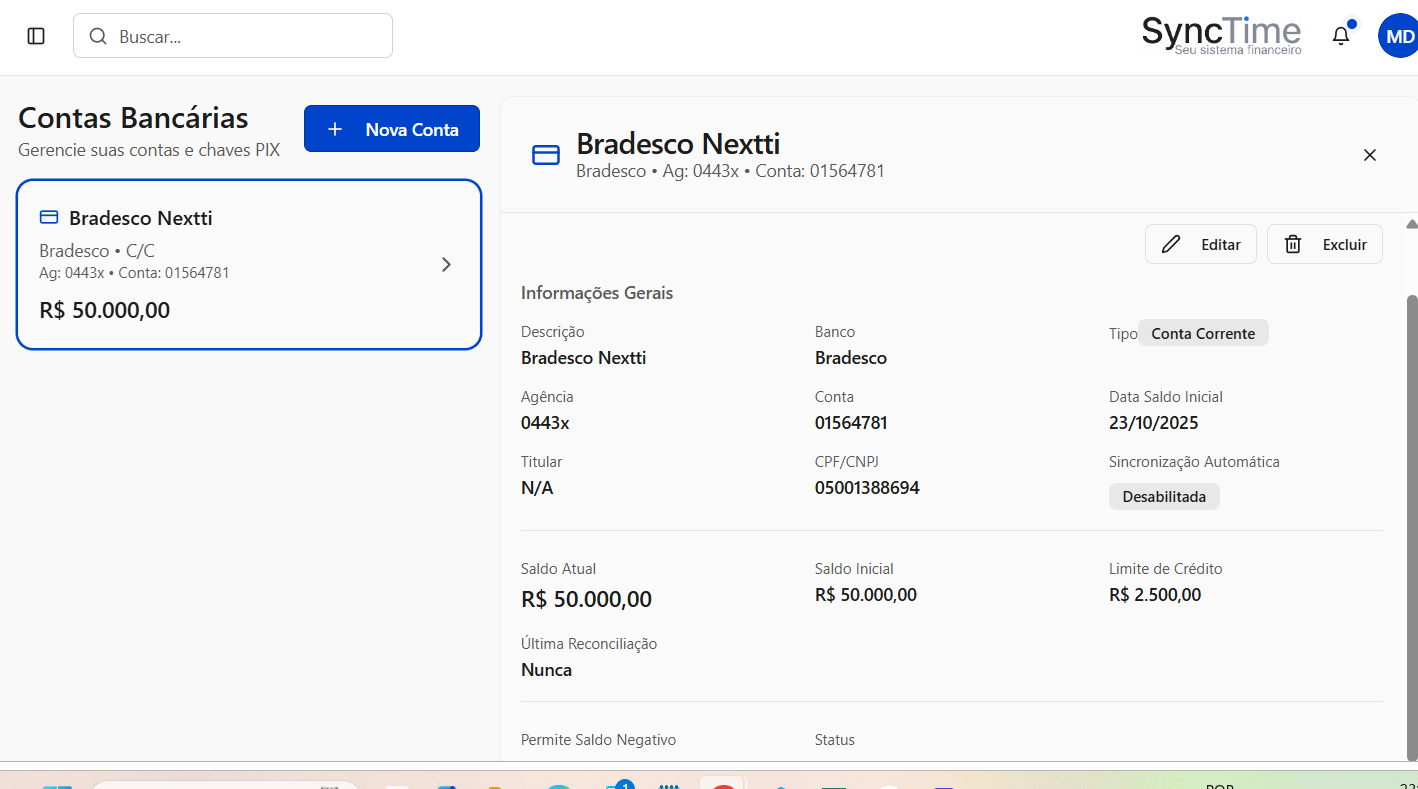 Buscar...
SyncTime
Seu sistema financeiro
MD
Contas Bancárias
Gerencie suas contas e chaves PIX
Nova Conta
Bradesco Nextti
Bradesco • C/C
Ag: 0443x • Conta: 01564781
R$ 50.000,00
Bradesco Nextti
Bradesco • Ag: 0443x • Conta: 01564781
Editar
Excluir
Informações Gerais
Descrição
Bradesco Nextti
Banco
Bradesco
Tipo Conta Corrente
Agência
0443x
Conta
01564781
Data Saldo Inicial
23/10/2025
Titular
N/A
CPF/CNPJ
05001388694
Sincronização Automática
Desabilitada
Saldo Atual
R$ 50.000,00
Saldo Inicial
R$ 50.000,00
Limite de Crédito
R$ 2.500,00
Última Reconciliação
Nunca
Permite Saldo Negativo
Status
1
POR